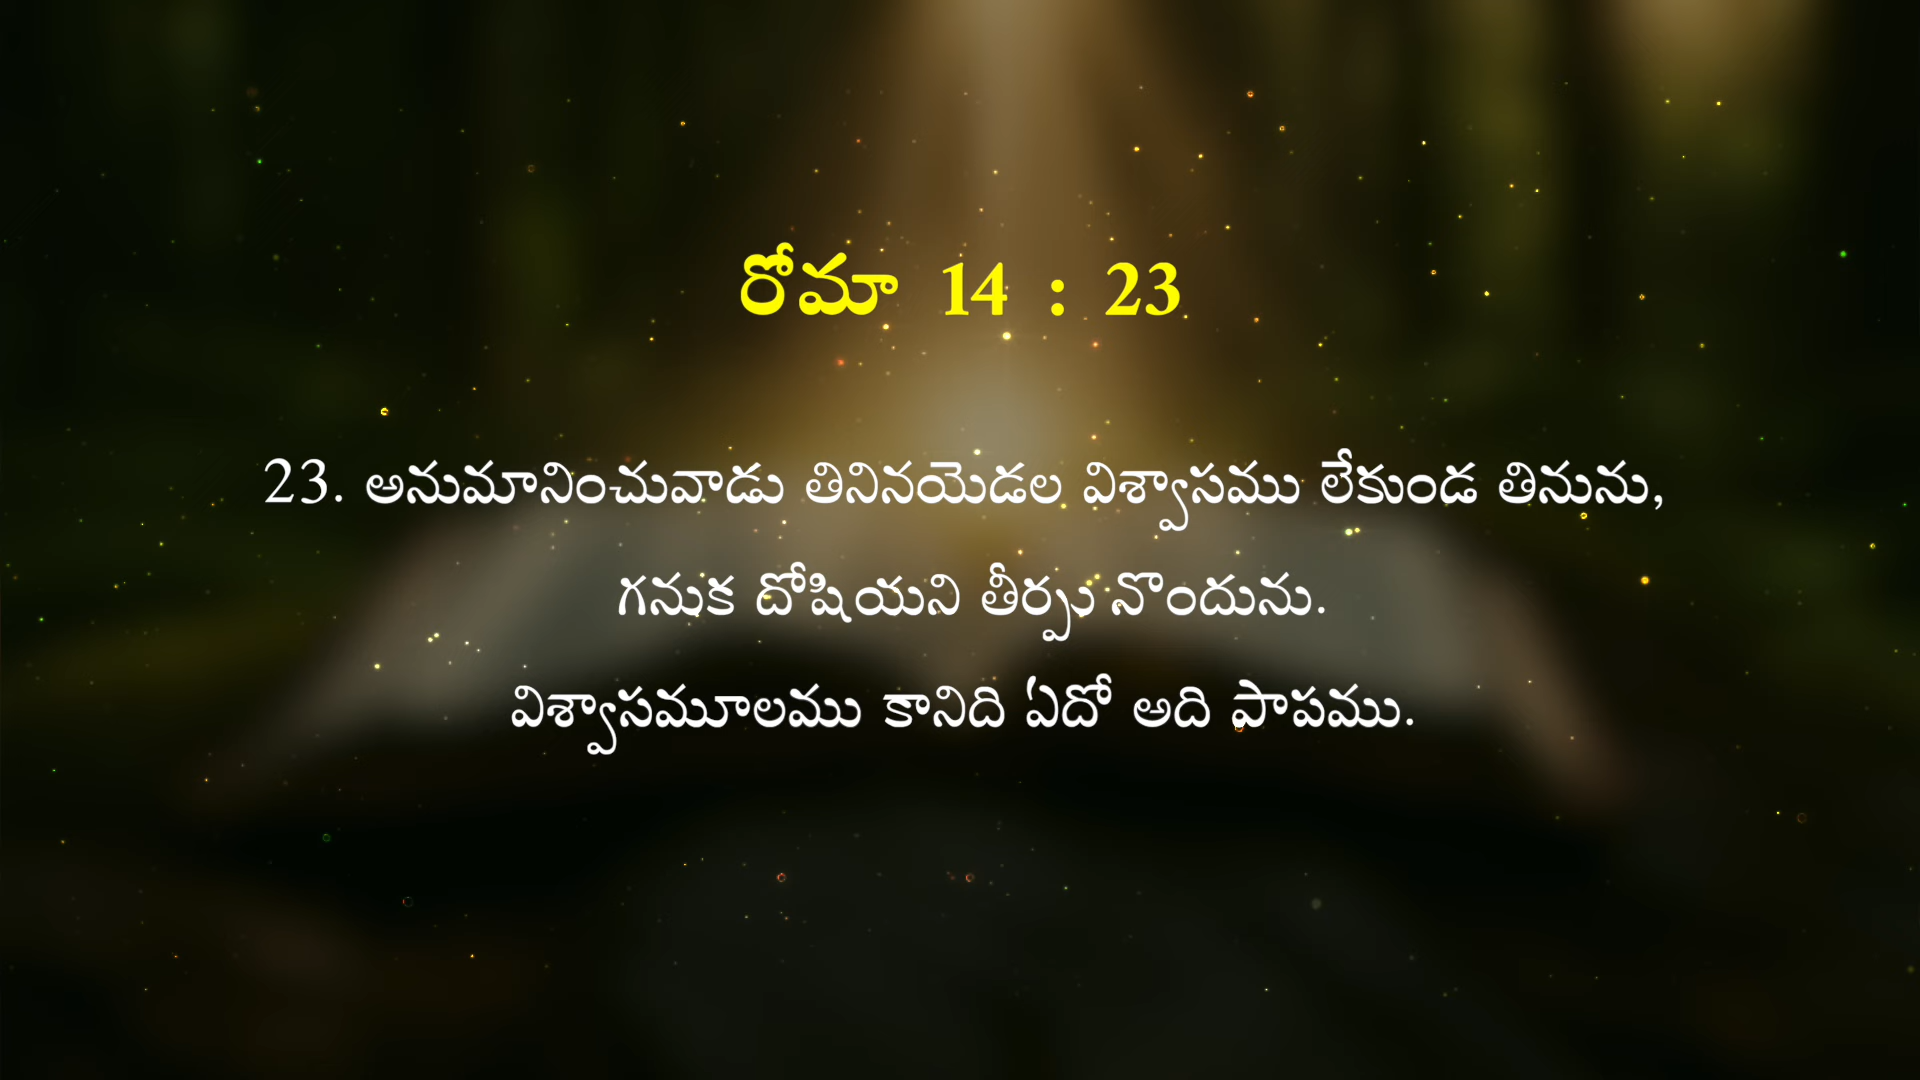 రోమా 14 : 23
23. అనుమానించువాడు తినినయెడల విశ్వాసము లేకుండ తినును,
గనుక దోషియని తీర్పు నొందును.
విశ్వాసమూలము కానిది ఏదో అది పాపము.